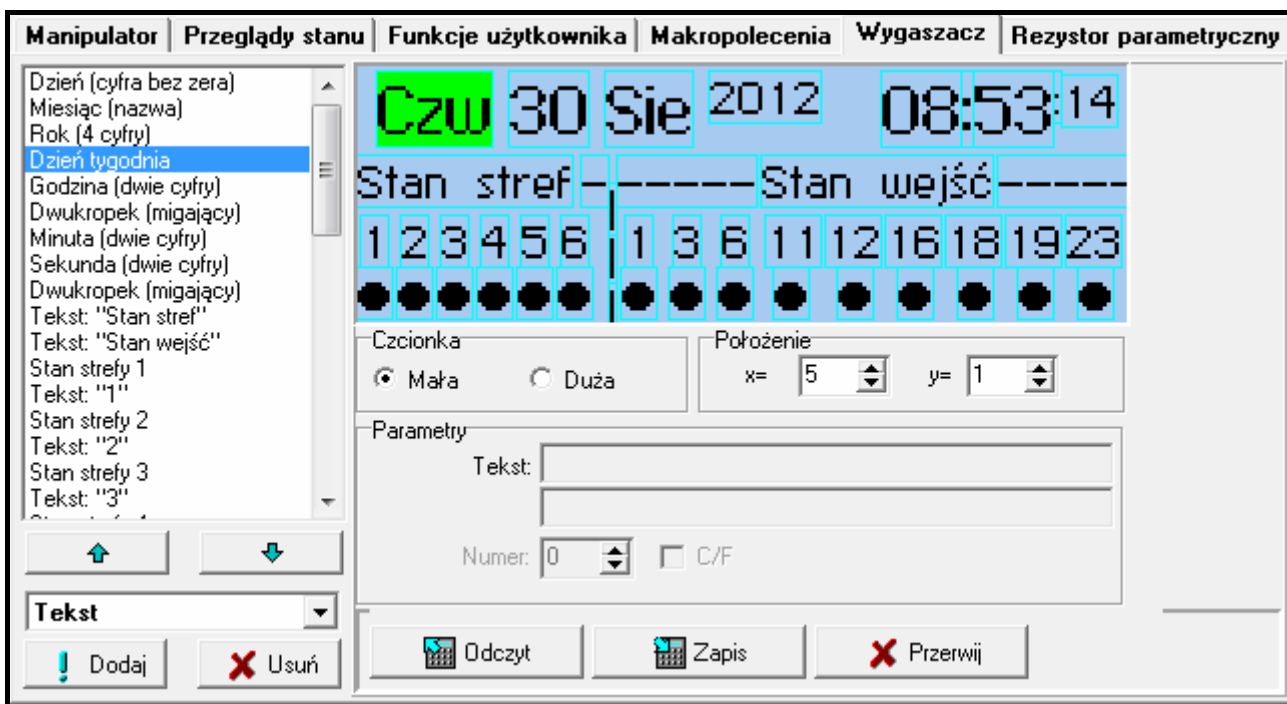 Manipulator Przeglądy stanu Funkcje użytkownika Makropolecenia Wygaszacz Rezystor parametryczny
Dzień (cyfra bez zera)
Miesiąc (nazwa)
Rok (4 cyfry)
Dzień tygodnia
Godzina (dwie cyfry)
Dwukropek (migający)
Minuta (dwie cyfry)
Sekunda (dwie cyfry)
Dwukropek (migający)
Tekst: "Stan stref"
Tekst: "Stan wejść"
Stan strefy 1
Tekst: "1"
Stan strefy 2
Tekst: "2"
Stan strefy 3
Tekst: "3"
Tekst
Dodaj Usuń
Czw 30 Sie 2012 08:53:14
Stan stref - -----Stan wejść-----
1 2 3 4 5 6 1 3 6 11 12 16 18 19 23
Czcionka
Mała Duża
Położenie
x= 5 y= 1
Parametry
Tekst:
Numer: 0 C/F
Odczyt Zapis Przerwij